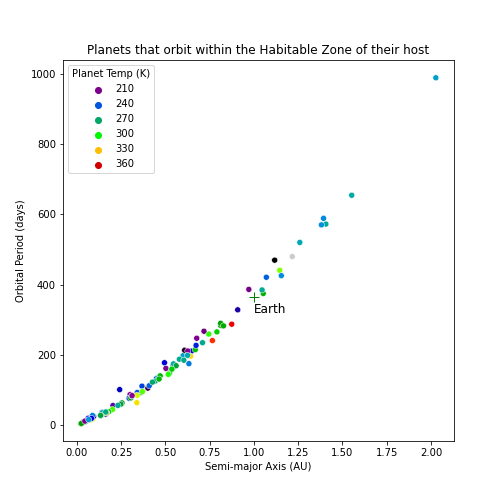 Planets that orbit within the Habitable Zone of their host
Planet Temp (K)
210
240
270
300
330
360
Earth
1000
800
600
400
200
0
Orbital Period (days)
0.00 0.25 0.50 0.75 1.00 1.25 1.50 1.75 2.00
Semi-major Axis (AU)